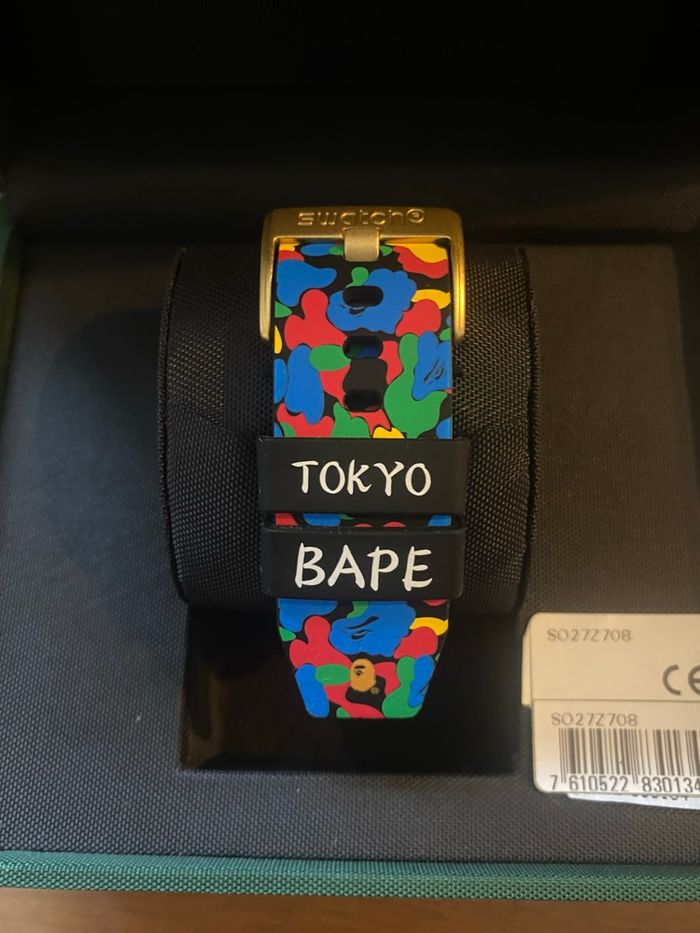 swatch®
TOKYO
BAPE
®
SO27Z708
CE
SO27Z708
7 610522 830134